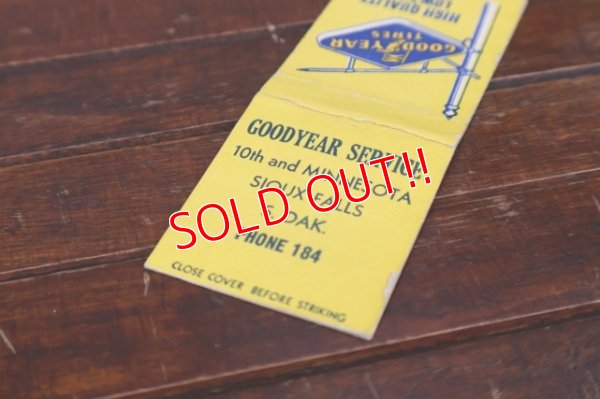 HIGH QUALITY
LOW
GOODYEAR
TIRES
GOODYEAR SERVICE
10th and MINNESOTA
SIOUX FALLS
S. DAK.
PHONE 184
CLOSE COVER BEFORE STRIKING
SOLD OUT!!